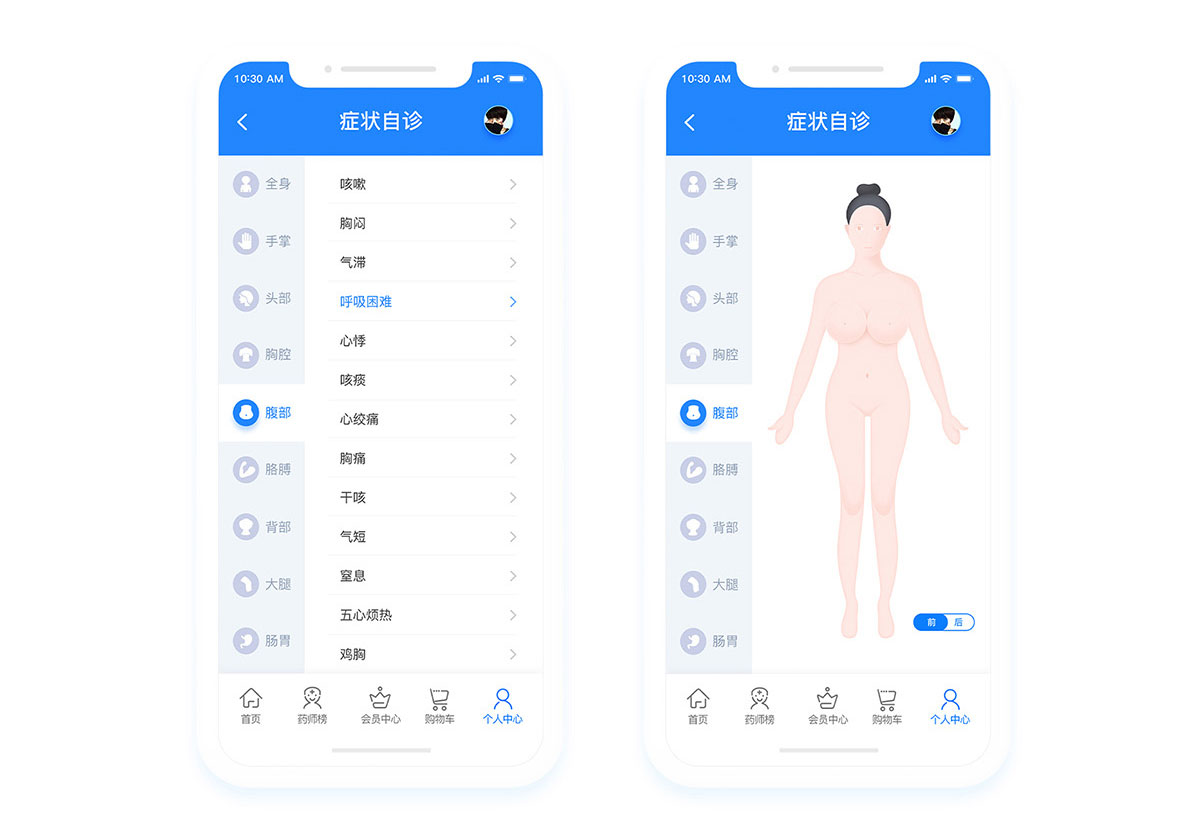 10:30 AM
症状自诊
全身
手掌
头部
胸腔
腹部
胳膊
背部
大腿
肠胃
咳嗽
胸闷
气滞
呼吸困难
心悸
咳痰
心绞痛
胸痛
干咳
气短
窒息
五心烦热
鸡胸
首页
药师榜
会员中心
购物车
个人中心
10:30 AM
症状自诊
全身
手掌
头部
胸腔
腹部
胳膊
背部
大腿
肠胃
前 后
首页
药师榜
会员中心
购物车
个人中心